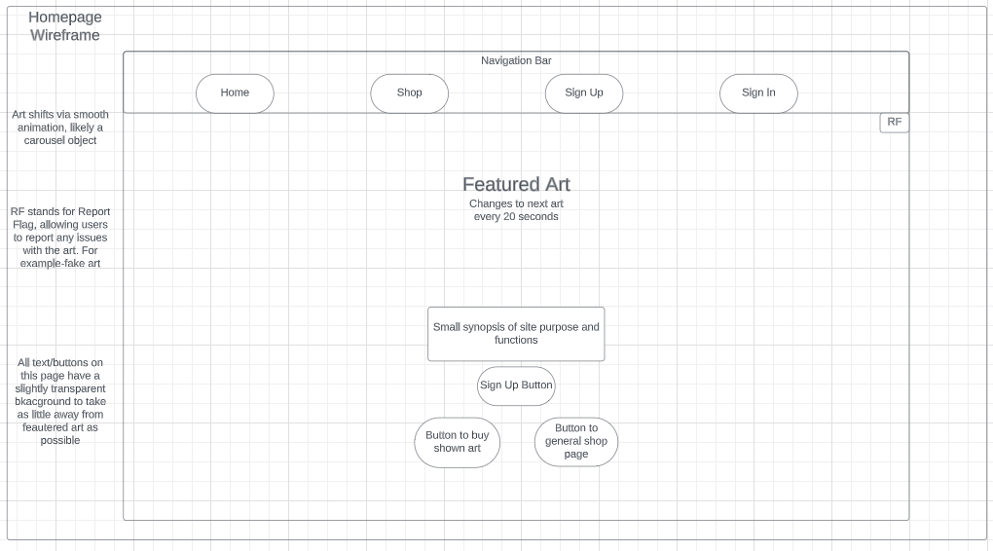 Homepage
Wireframe
Navigation Bar
Home
Shop
Sign Up
Sign In
RF
Art shifts via smooth
animation, likely a
carousel object
Featured Art
Changes to next art
every 20 seconds
RF stands for Report
Flag, allowing users
to report any issues
with the art. For
example-fake art
Small synopsis of site purpose and
functions
All text/buttons on
this page have a
slightly transparent
bkacground to take
as little away from
feautered art as
possible
Sign Up Button
Button to buy
shown art
Button to
general shop
page